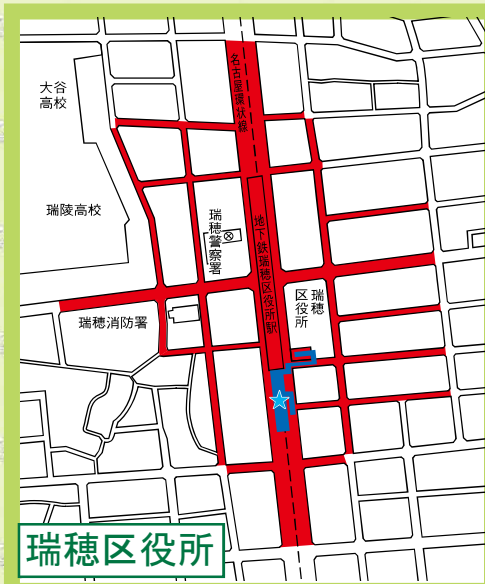 名古屋環状線
大谷
高校
瑞陵高校
瑞穂警察署
地下鉄瑞穂区役所駅
瑞穂
区役所
瑞穂消防署
瑞穂区役所